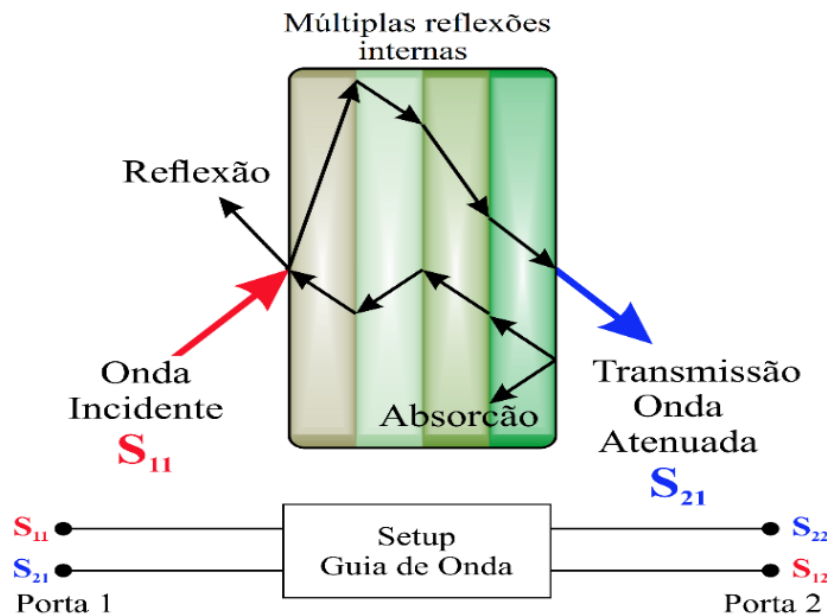 Múltiplas reflexões
internas
Reflexão
Onda
Incidente
S₁₁
Absorcão
Transmissão
Onda
Atenuada
S₂₁
S₁₁
S₂₁
Porta 1
Setup
Guia de Onda
S₂₂
S₁₂
Porta 2